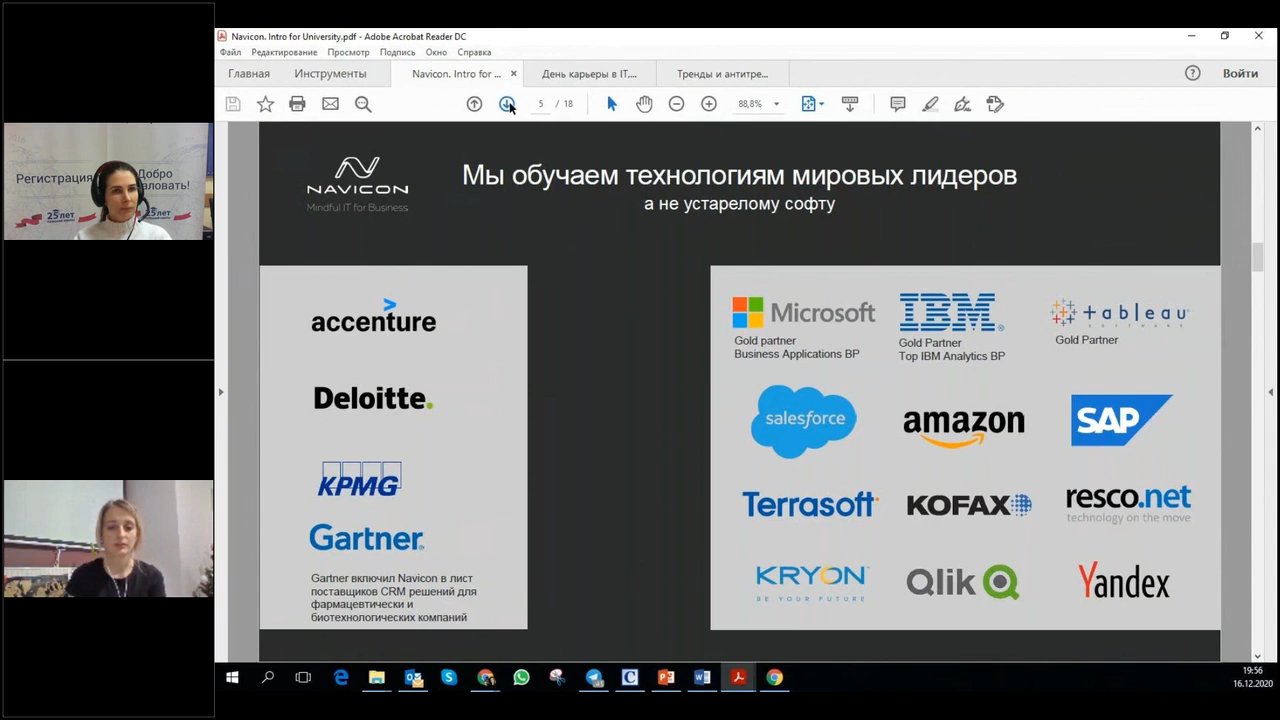 Navicon. Intro for University.pdf - Adobe Acrobat Reader DC
Файл Редактирование Просмотр Подпись Окно Справка
Главная Инструменты Navicon. Intro for ... × День карьеры в IT,... Тренды и антитре... Войти
5 / 18 88,8%
NAVICON
Mindful IT for Business
Мы обучаем технологиям мировых лидеров
а не устарелому софту
accenture
Deloitte.
KPMG
Gartner
Gartner включил Navicon в лист
поставщиков CRM решений для
фармацевтически и
биотехнологических компаний
Microsoft
Gold partner
Business Applications BP
IBM
Gold Partner
Top IBM Analytics BP
tableau
SOFTWARE
Gold Partner
salesforce
amazon
SAP
Terrasoft
KOFAX
resco.net
technology on the move
KRYON
BE YOUR FUTURE
Qlik
Yandex
Регистрация
Добро
25 лет
25 лет
19:56
16.12.2020